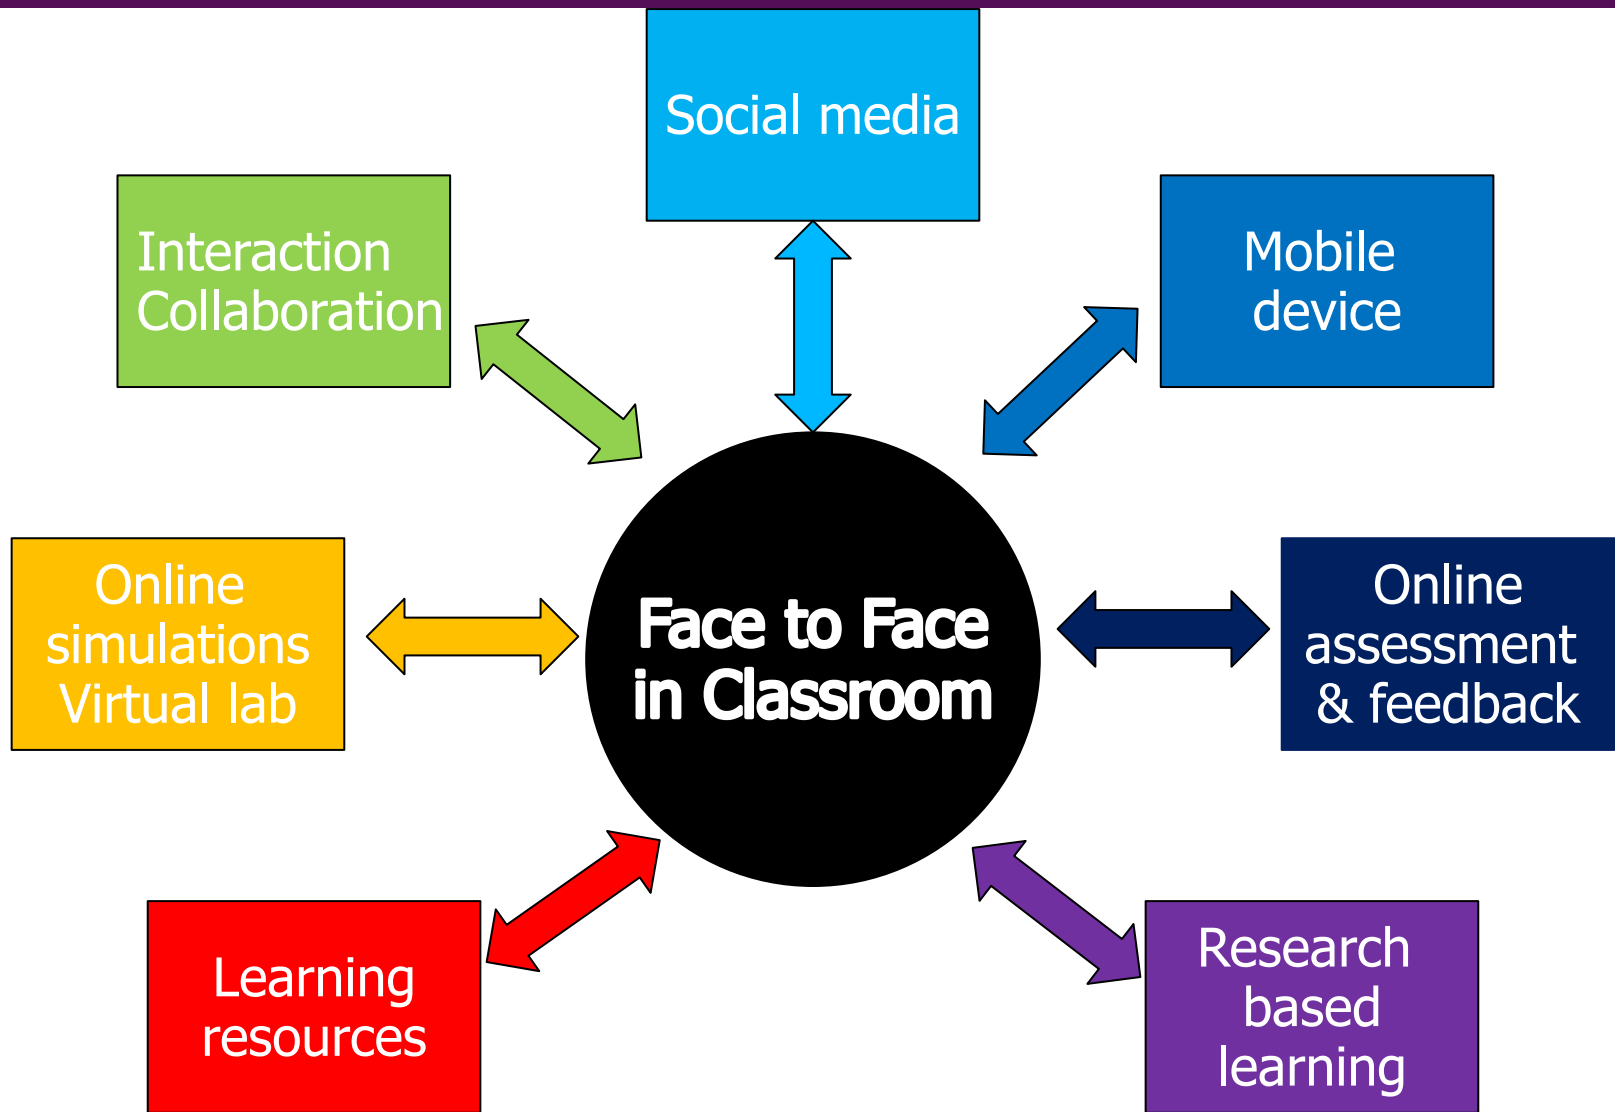 Social media
Interaction
Collaboration
Mobile
device
Online
simulations
Virtual lab
Face to Face
in Classroom
Online
assessment
& feedback
Learning
resources
Research
based
learning